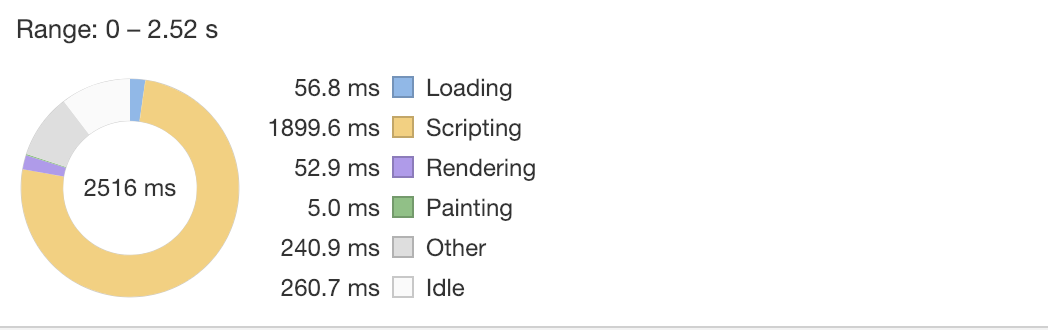 Range: 0 – 2.52 s
56.8 ms Loading
1899.6 ms Scripting
52.9 ms Rendering
2516 ms
5.0 ms Painting
240.9 ms Other
260.7 ms Idle